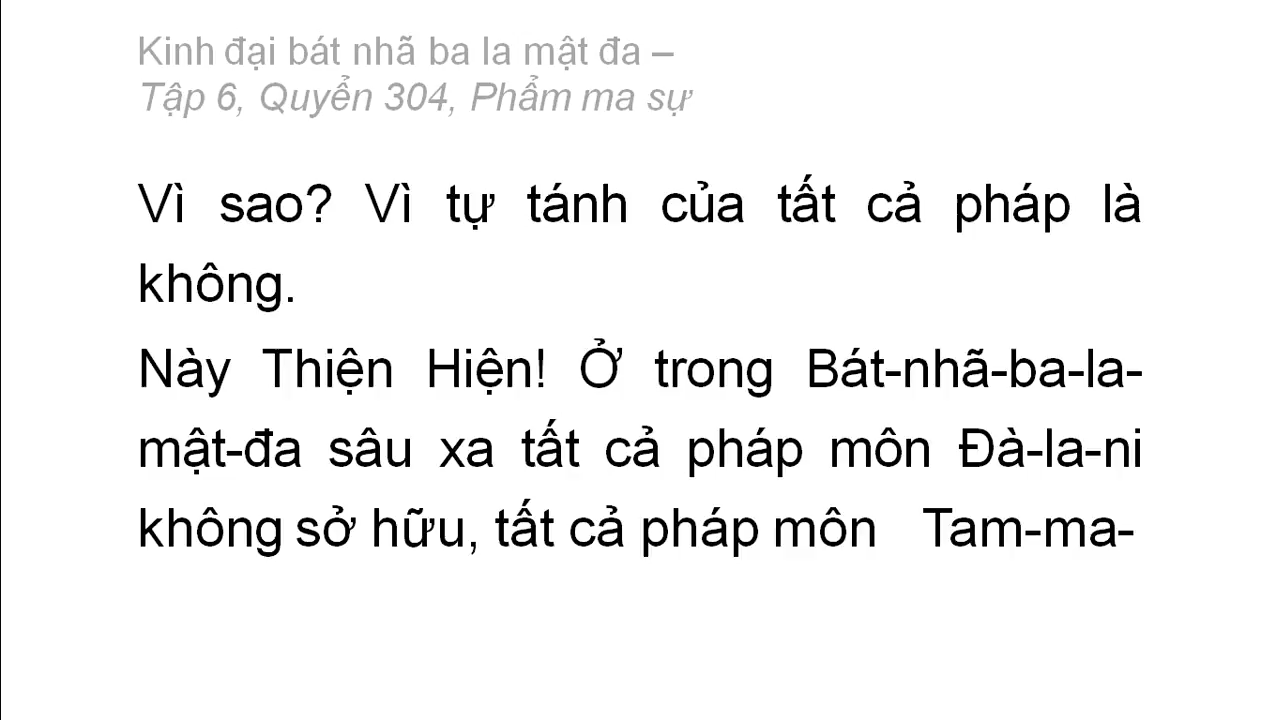 Kinh đại bát nhã ba la mật đa –
Tập 6, Quyển 304, Phẩm ma sự
Vì sao? Vì tự tánh của tất cả pháp là
không.
Này Thiện Hiện! Ở trong Bát-nhã-ba-la-
mật-đa sâu xa tất cả pháp môn Đà-la-ni
không sở hữu, tất cả pháp môn Tam-ma-